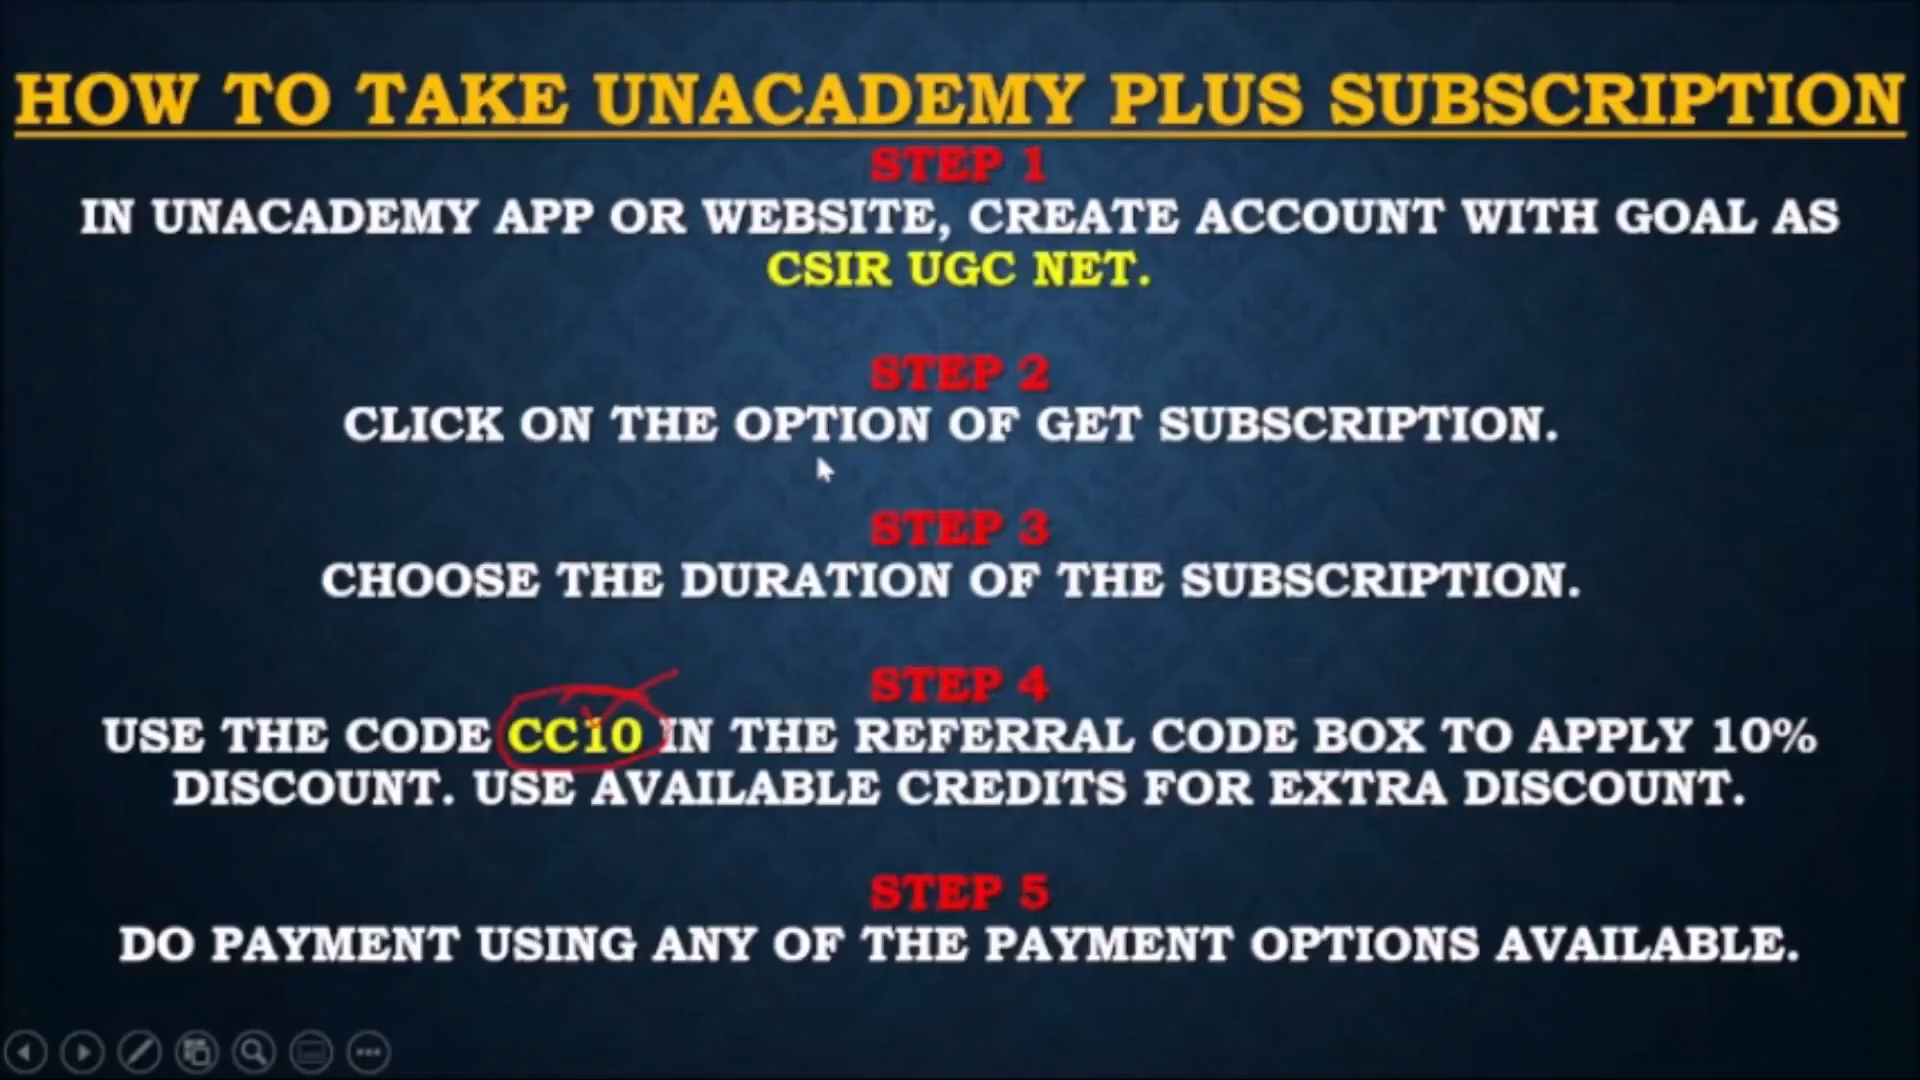 HOW TO TAKE UNACADEMY PLUS SUBSCRIPTION
STEP 1
IN UNACADEMY APP OR WEBSITE, CREATE ACCOUNT WITH GOAL AS
CSIR UGC NET.
STEP 2
CLICK ON THE OPTION OF GET SUBSCRIPTION.
STEP 3
CHOOSE THE DURATION OF THE SUBSCRIPTION.
STEP 4
USE THE CODE CC10 IN THE REFERRAL CODE BOX TO APPLY 10%
DISCOUNT. USE AVAILABLE CREDITS FOR EXTRA DISCOUNT.
STEP 5
DO PAYMENT USING ANY OF THE PAYMENT OPTIONS AVAILABLE.